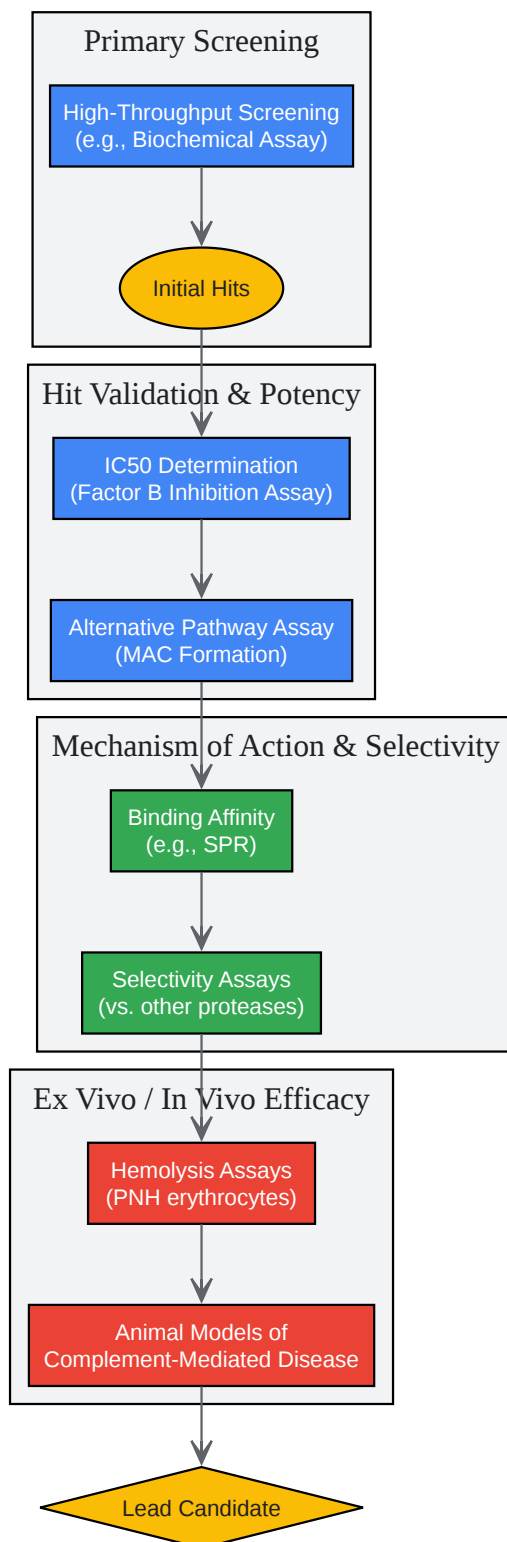 Primary Screening
High-Throughput Screening
(e.g., Biochemical Assay)
Initial Hits
Hit Validation & Potency
IC50 Determination
(Factor B Inhibition Assay)
Alternative Pathway Assay
(MAC Formation)
Mechanism of Action & Selectivity
Binding Affinity
(e.g., SPR)
Selectivity Assays
(vs. other proteases)
Ex Vivo / In Vivo Efficacy
Hemolysis Assays
(PNH erythrocytes)
Animal Models of
Complement-Mediated Disease
Lead Candidate